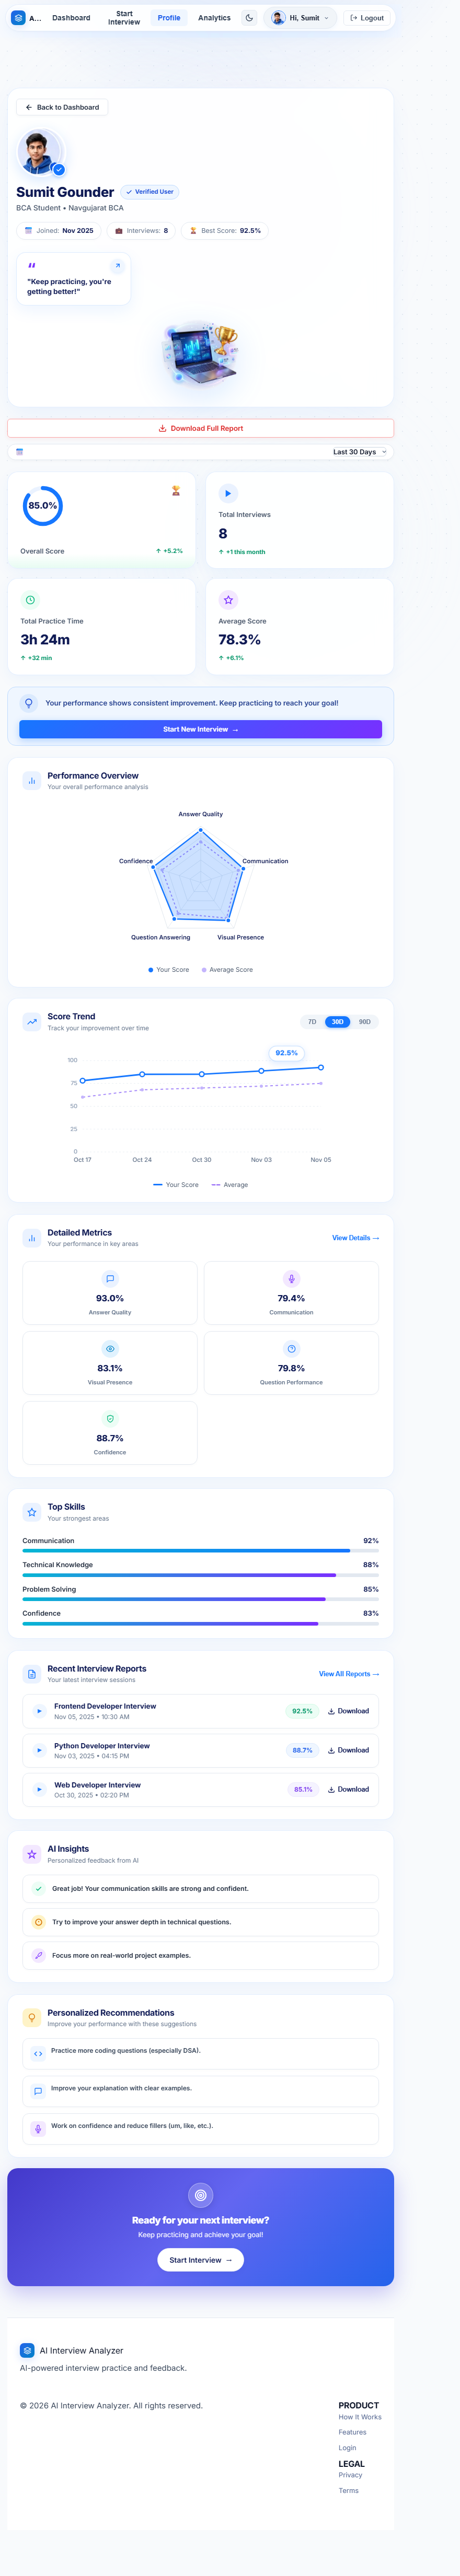 A...
Dashboard
Start
Interview
Profile
Analytics
Hi, Sumit
Logout
Back to Dashboard
Sumit Gounder
Verified User
BCA Student • Navgujarat BCA
Joined: Nov 2025
Interviews: 8
Best Score: 92.5%
"Keep practicing, you're
getting better!"
Download Full Report
Last 30 Days
85.0%
Overall Score
↑ +5.2%
Total Interviews
8
↑ +1 this month
Total Practice Time
3h 24m
↑ +32 min
Average Score
78.3%
↑ +6.1%
Your performance shows consistent improvement. Keep practicing to reach your goal!
Start New Interview →
Performance Overview
Your overall performance analysis
Answer Quality
Confidence
Communication
Question Answering
Visual Presence
Your Score
Average Score
Score Trend
Track your improvement over time
7D
30D
90D
92.5%
100
75
50
25
0
Oct 17
Oct 24
Oct 30
Nov 03
Nov 05
Your Score
Average
Detailed Metrics
Your performance in key areas
View Details →
93.0%
Answer Quality
79.4%
Communication
83.1%
Visual Presence
79.8%
Question Performance
88.7%
Confidence
Top Skills
Your strongest areas
Communication
92%
Technical Knowledge
88%
Problem Solving
85%
Confidence
83%
Recent Interview Reports
Your latest interview sessions
View All Reports →
Frontend Developer Interview
Nov 05, 2025 • 10:30 AM
92.5%
Download
Python Developer Interview
Nov 03, 2025 • 04:15 PM
88.7%
Download
Web Developer Interview
Oct 30, 2025 • 02:20 PM
85.1%
Download
AI Insights
Personalized feedback from AI
Great job! Your communication skills are strong and confident.
Try to improve your answer depth in technical questions.
Focus more on real-world project examples.
Personalized Recommendations
Improve your performance with these suggestions
Practice more coding questions (especially DSA).
Improve your explanation with clear examples.
Work on confidence and reduce fillers (um, like, etc.).
Ready for your next interview?
Keep practicing and achieve your goal!
Start Interview →
AI Interview Analyzer
AI-powered interview practice and feedback.
© 2026 AI Interview Analyzer. All rights reserved.
PRODUCT
How It Works
Features
Login
LEGAL
Privacy
Terms